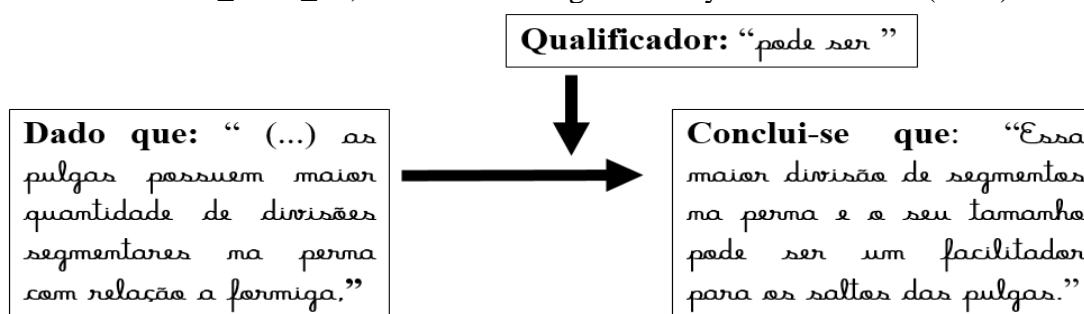 Qualificador: “pode ser ”
Dado que: “ (...) as
pulgas possuem maior
quantidade de divisões
segmentares na perna
com relação a formiga.”
Conclui-se que: “Essa
maior divisão de segmentos
na perna e o seu tamanho
pode ser um facilitador
para os saltos das pulgas.”